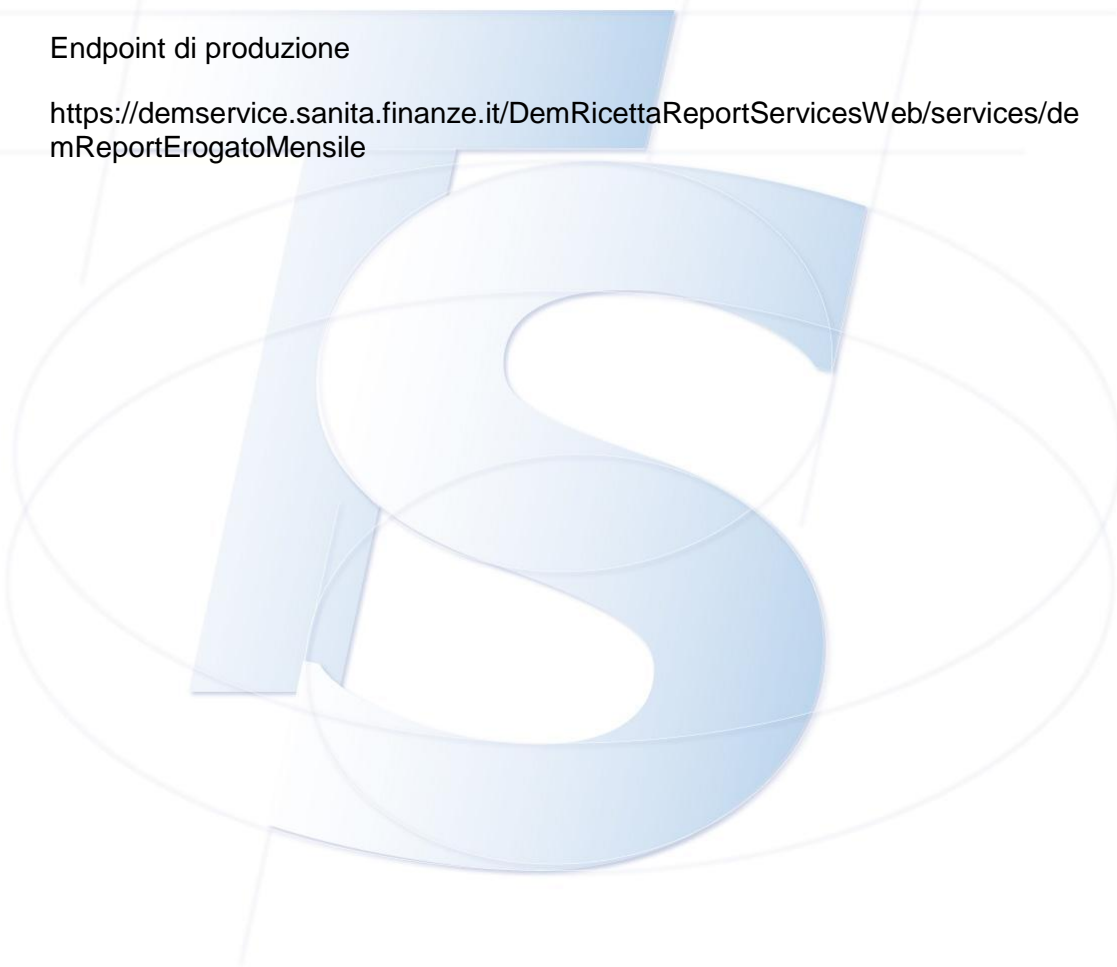 Endpoint di produzione
https://demservice.sanita.finanze.it/DemRicettaReportServicesWeb/services/de
mReportErogatoMensile